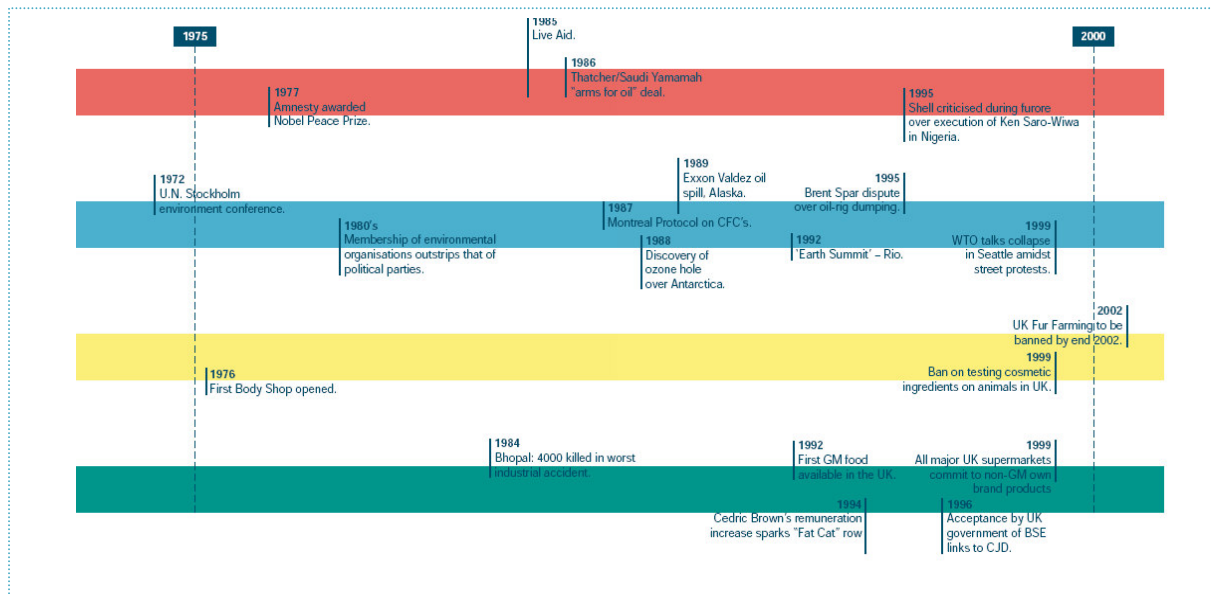 1975
2000
1985
Live Aid.
1986
Thatcher/Saudi Yamamah
"arms for oil" deal.
1977
Amnesty awarded
Nobel Peace Prize.
1995
Shell criticised during furore
over execution of Ken Saro-Wiwa
in Nigeria.
1972
U.N. Stockholm
environment conference.
1989
Exxon Valdez oil
spill, Alaska.
1995
Brent Spar dispute
over oil-rig dumping.
1980's
Membership of environmental
organisations outstrips that of
political parties.
1987
Montreal Protocol on CFC's.
1988
Discovery of
ozone hole
over Antarctica.
1992
'Earth Summit' – Rio.
1999
WTO talks collapse
in Seattle amidst
street protests.
2002
UK Fur Farming to be
banned by end 2002.
1976
First Body Shop opened.
1999
Ban on testing cosmetic
ingredients on animals in UK.
1984
Bhopal: 4000 killed in worst
industrial accident.
1992
First GM food
available in the UK.
1999
All major UK supermarkets
commit to non-GM own
brand products
1994
Cedric Brown's remuneration
increase sparks "Fat Cat" row
1996
Acceptance by UK
government of BSE
links to CJD.